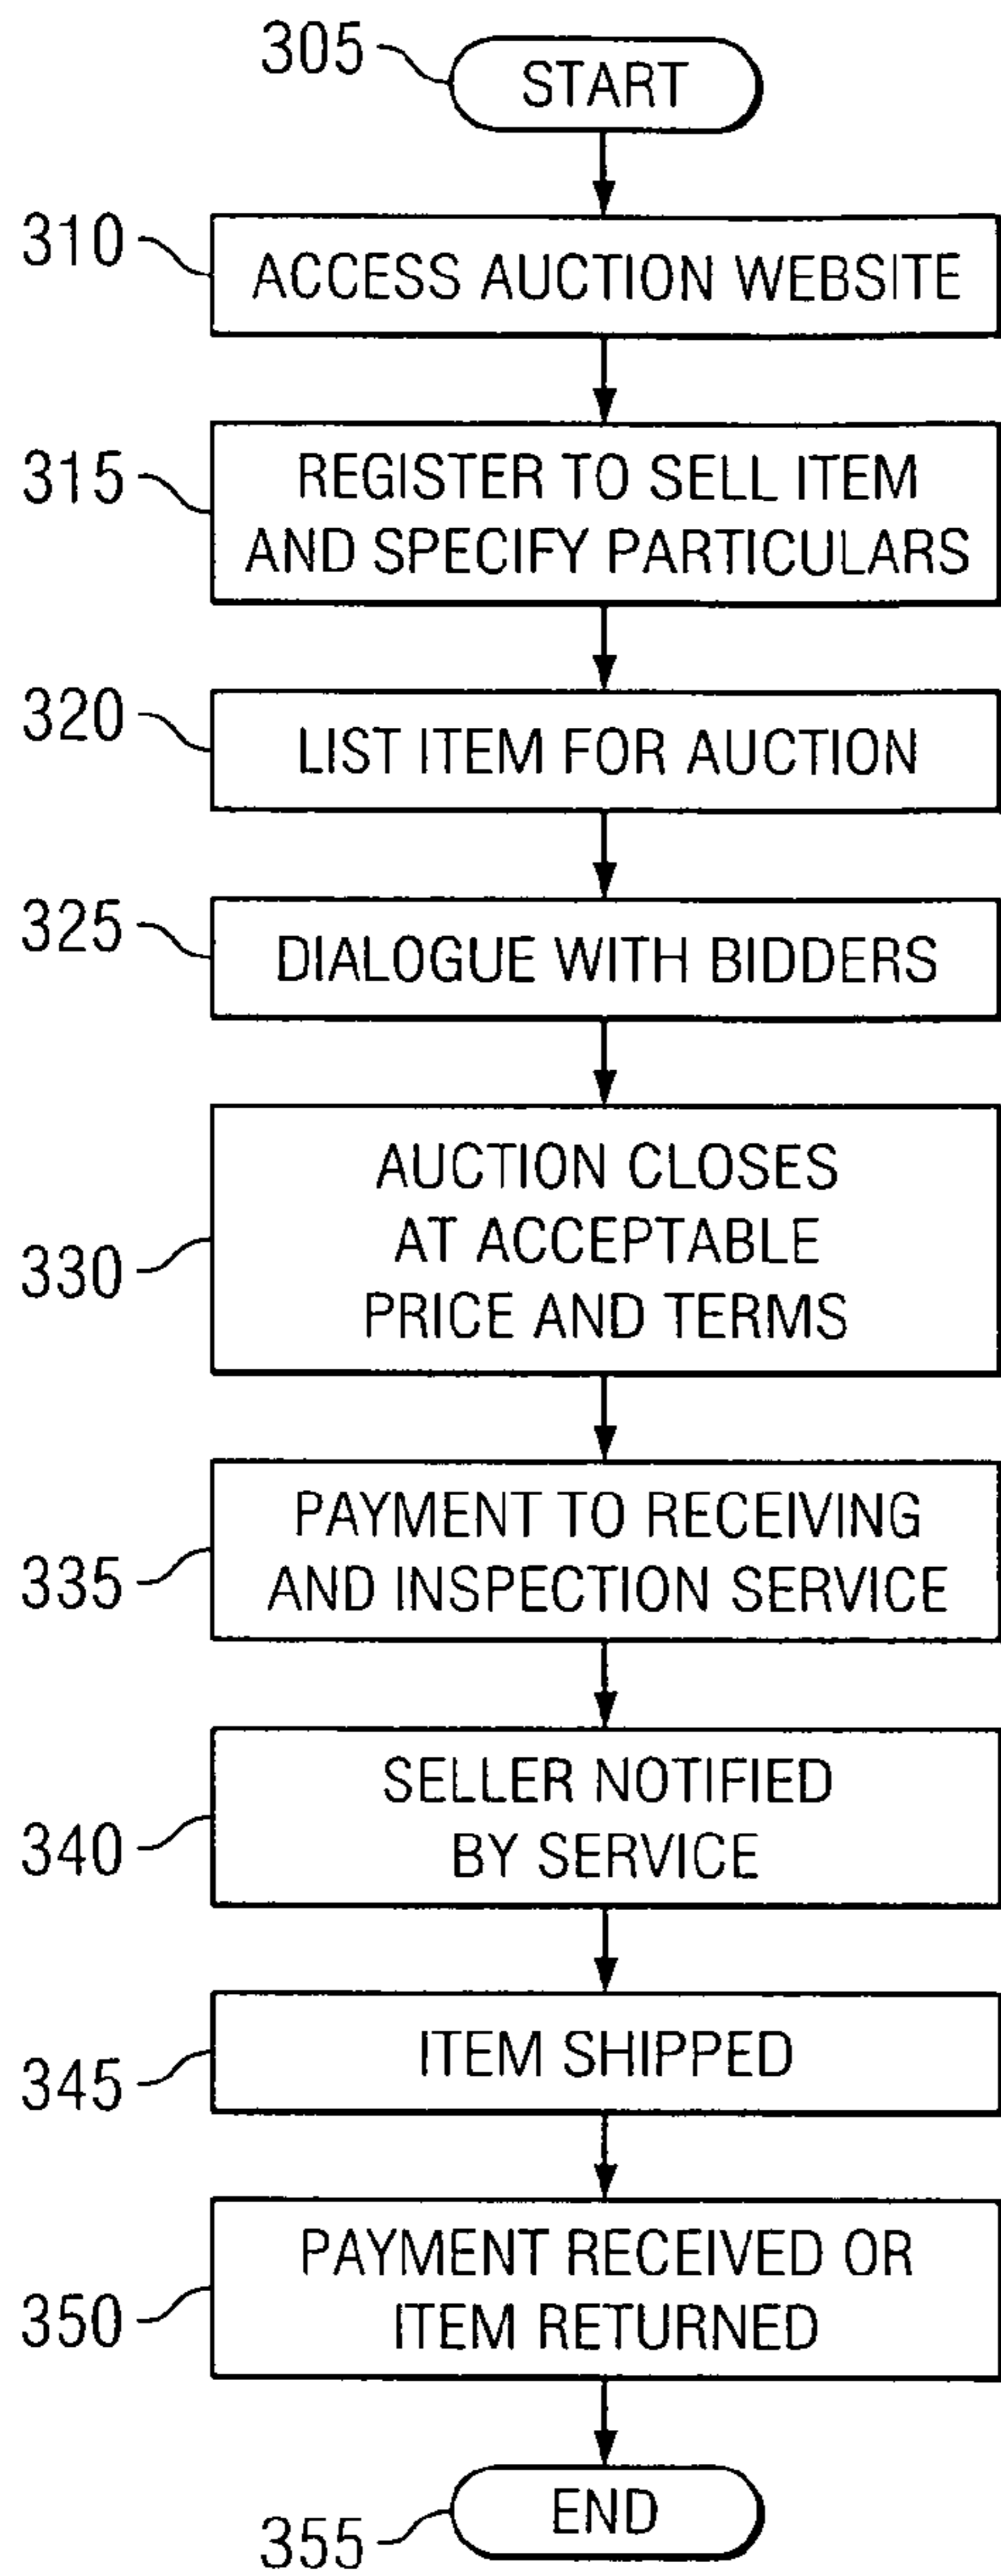 305
START
310
ACCESS AUCTION WEBSITE
315
REGISTER TO SELL ITEM
AND SPECIFY PARTICULARS
320
LIST ITEM FOR AUCTION
325
DIALOGUE WITH BIDDERS
330
AUCTION CLOSES
AT ACCEPTABLE
PRICE AND TERMS
335
PAYMENT TO RECEIVING
AND INSPECTION SERVICE
340
SELLER NOTIFIED
BY SERVICE
345
ITEM SHIPPED
350
PAYMENT RECEIVED OR
ITEM RETURNED
355
END